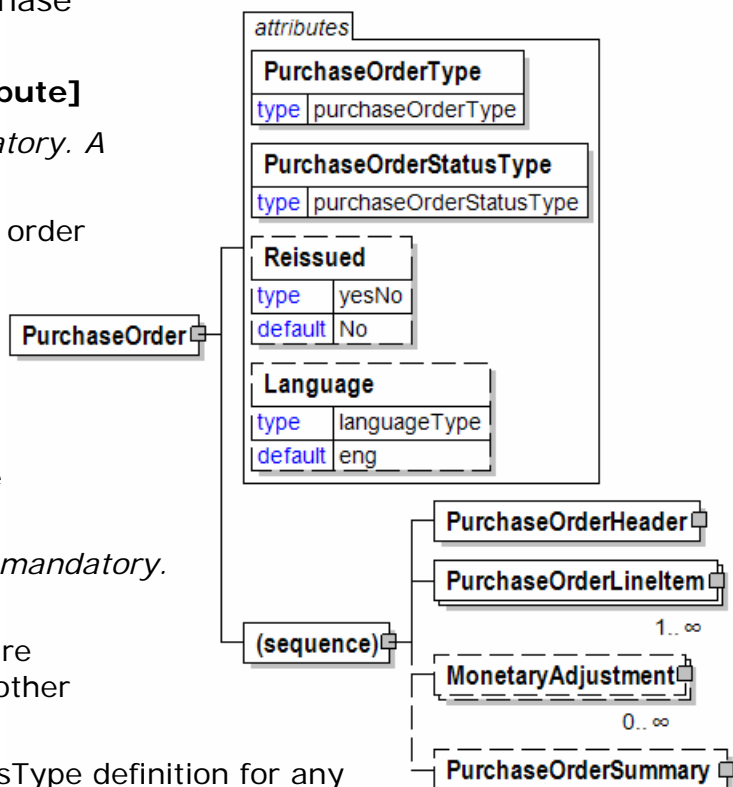 hase
bute]
atory. A
order
e
mandatory.
re
other
sType definition for any
attributes
PurchaseOrderType
type purchaseOrderType
PurchaseOrderStatusType
type purchaseOrderStatusType
Reissued
type yesNo
default No
Language
type languageType
default eng
PurchaseOrder
(sequence)
PurchaseOrderHeader
PurchaseOrderLineItem
1.. ∞
MonetaryAdjustment
0.. ∞
PurchaseOrderSummary